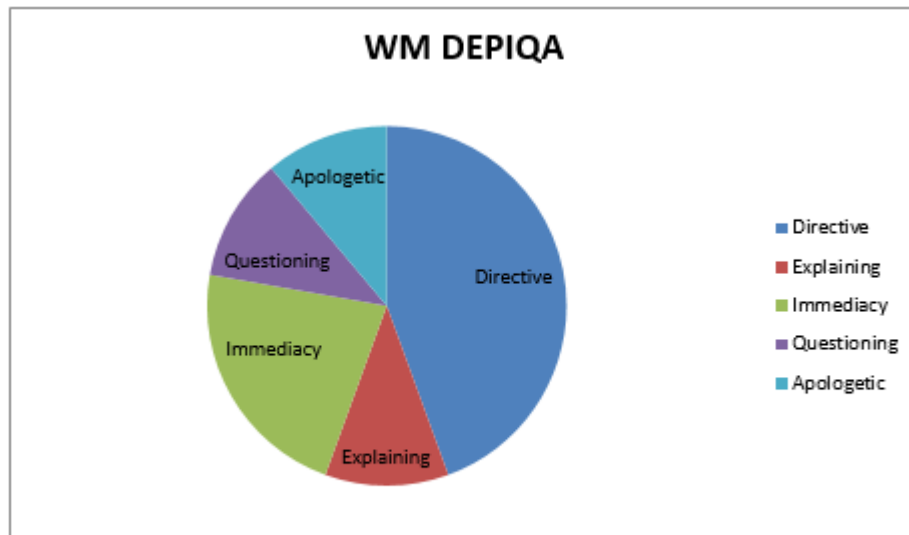 WM DEPIQA
Apologetic
Questioning
Directive
Immediacy
Explaining
Directive
Explaining
Immediacy
Questioning
Apologetic